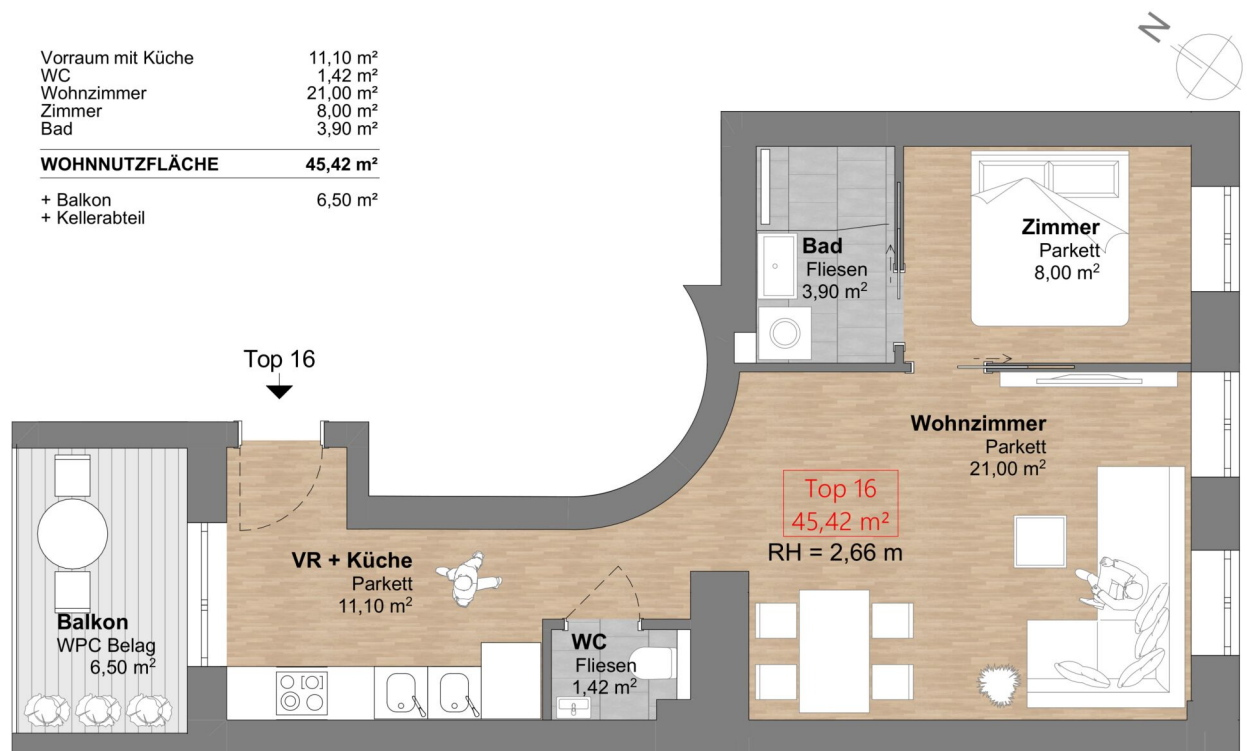 N
Vorraum mit Küche 11,10 m²
WC 1,42 m²
Wohnzimmer 21,00 m²
Zimmer 8,00 m²
Bad 3,90 m²
WOHNNUTZFLÄCHE 45,42 m²
+ Balkon 6,50 m²
+ Kellerabteil
Zimmer
Parkett
8,00 m²
Bad
Fliesen
3,90 m²
Top 16
Wohnzimmer
Parkett
21,00 m²
Top 16
45,42 m²
RH = 2,66 m
VR + Küche
Parkett
11,10 m²
Balkon
WPC Belag
6,50 m²
WC
Fliesen
1,42 m²